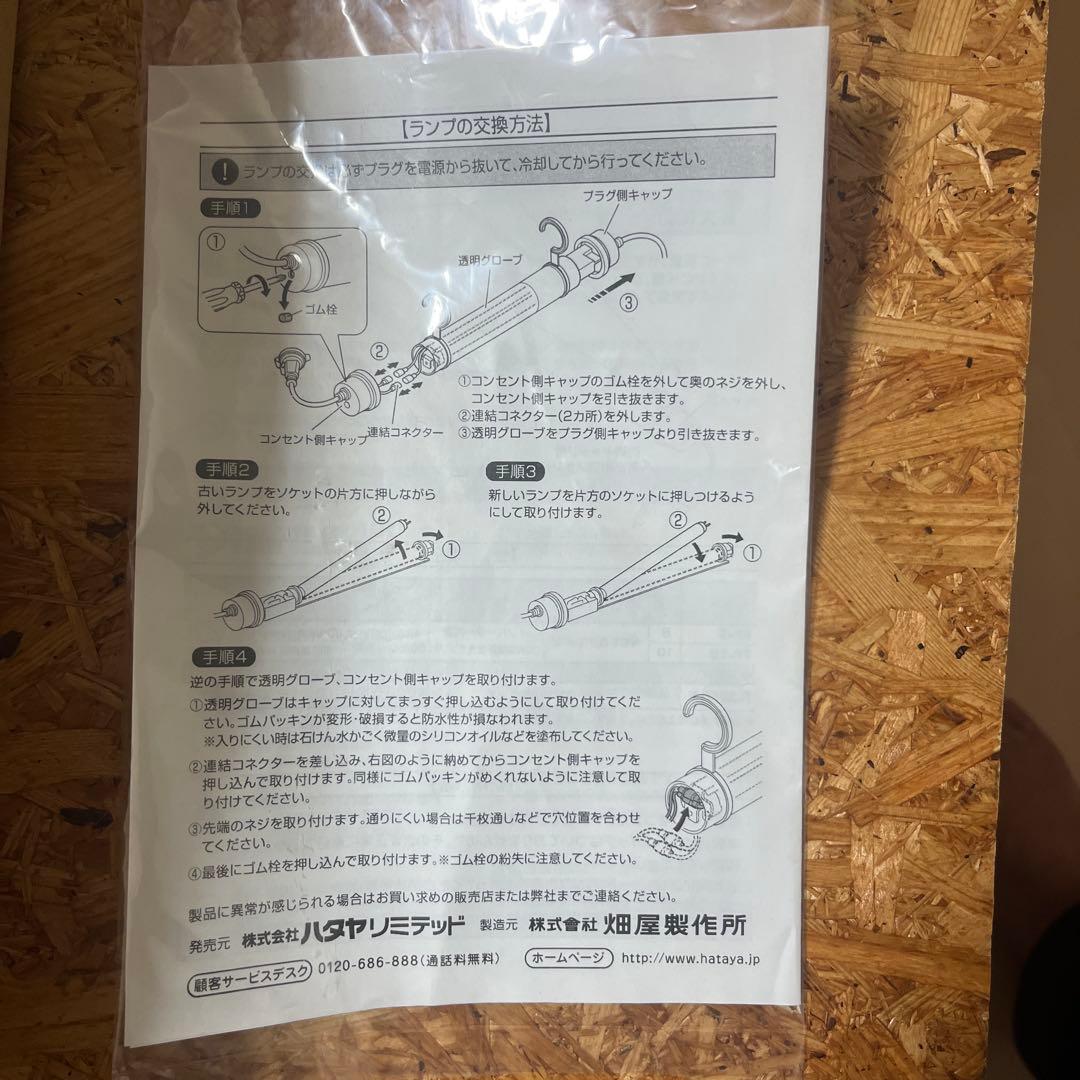 【ランプの交換方法】
! ランプの交 は必ずプラグを電源から抜いて、冷却してから行ってください。
手順1
プラグ側キャップ
①
透明グローブ
ゴム栓
③
②
①コンセント側キャップのゴム栓を外して奥のネジを外し、
コンセント側キャップを引き抜きます。
②連結コネクター(2カ所)を外します。
③透明グローブをプラグ側キャップより引き抜きます。
コンセント側キャップ
連結コネクター
手順2
古いランプをソケットの片方に押しながら
外してください。
②
①
手順3
新しいランプを片方のソケットに押しつけるよう
にして取り付けます。
②
①
手順4
逆の手順で透明グローブ、コンセント側キャップを取り付けます。
①透明グローブはキャップに対してまっすぐ押し込むようにして取り付けてくだ
さい。ゴムパッキンが変形・破損すると防水性が損なわれます。
※入りにくい時は石けん水かごく微量のシリコンオイルなどを塗布してください。
②連結コネクターを差し込み、右図のように納めてからコンセント側キャップを
押し込んで取り付けます。同様にゴムパッキンがめくれないように注意して取
り付けてください。
③先端のネジを取り付けます。通りにくい場合は千枚通しなどで穴位置を合わせ
てください。
④最後にゴム栓を押し込んで取り付けます。※ゴム栓の紛失に注意してください。
製品に異常が感じられる場合はお買い求めの販売店または弊社までご連絡ください。
発売元 株式会社ハタヤリミテッド 製造元 株式會社 畑屋製作所
顧客サービスデスク 0120-686-888(通話料無料) ホームページ http://www.hataya.jp